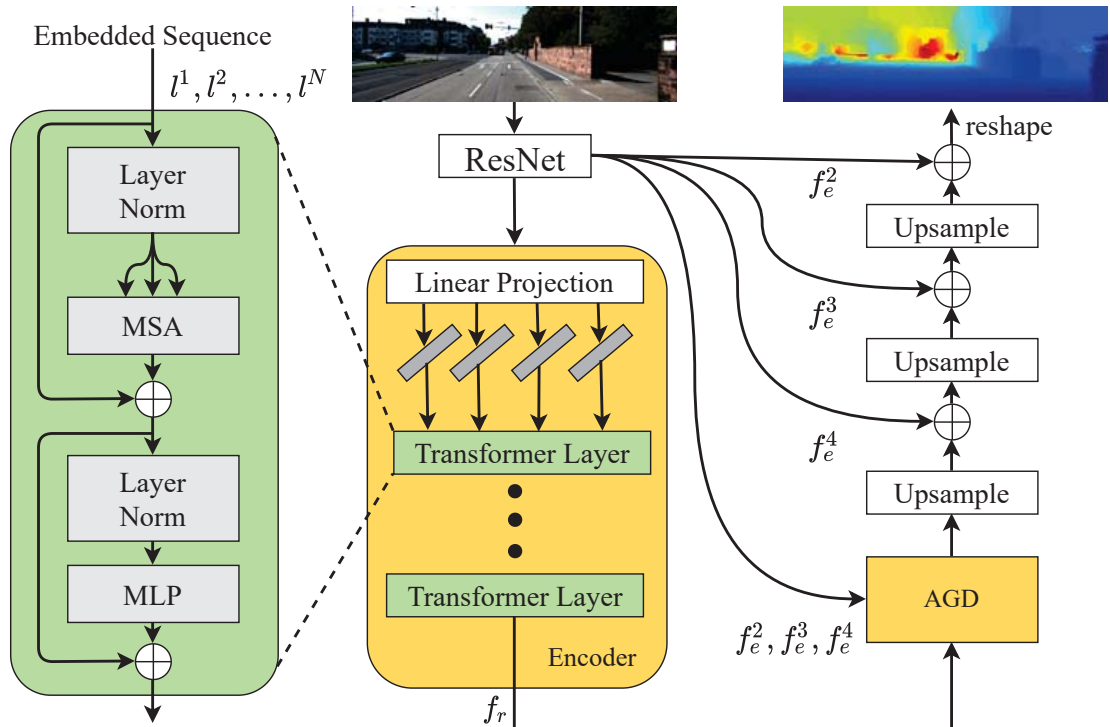 Embedded Sequence
l^1, l^2, . . . , l^N
Layer
Norm
MSA
Layer
Norm
MLP
ResNet
Linear Projection
Transformer Layer
Transformer Layer
Encoder
f_r
reshape
f_e^2
Upsample
f_e^3
Upsample
f_e^4
Upsample
AGD
f_e^2, f_e^3, f_e^4